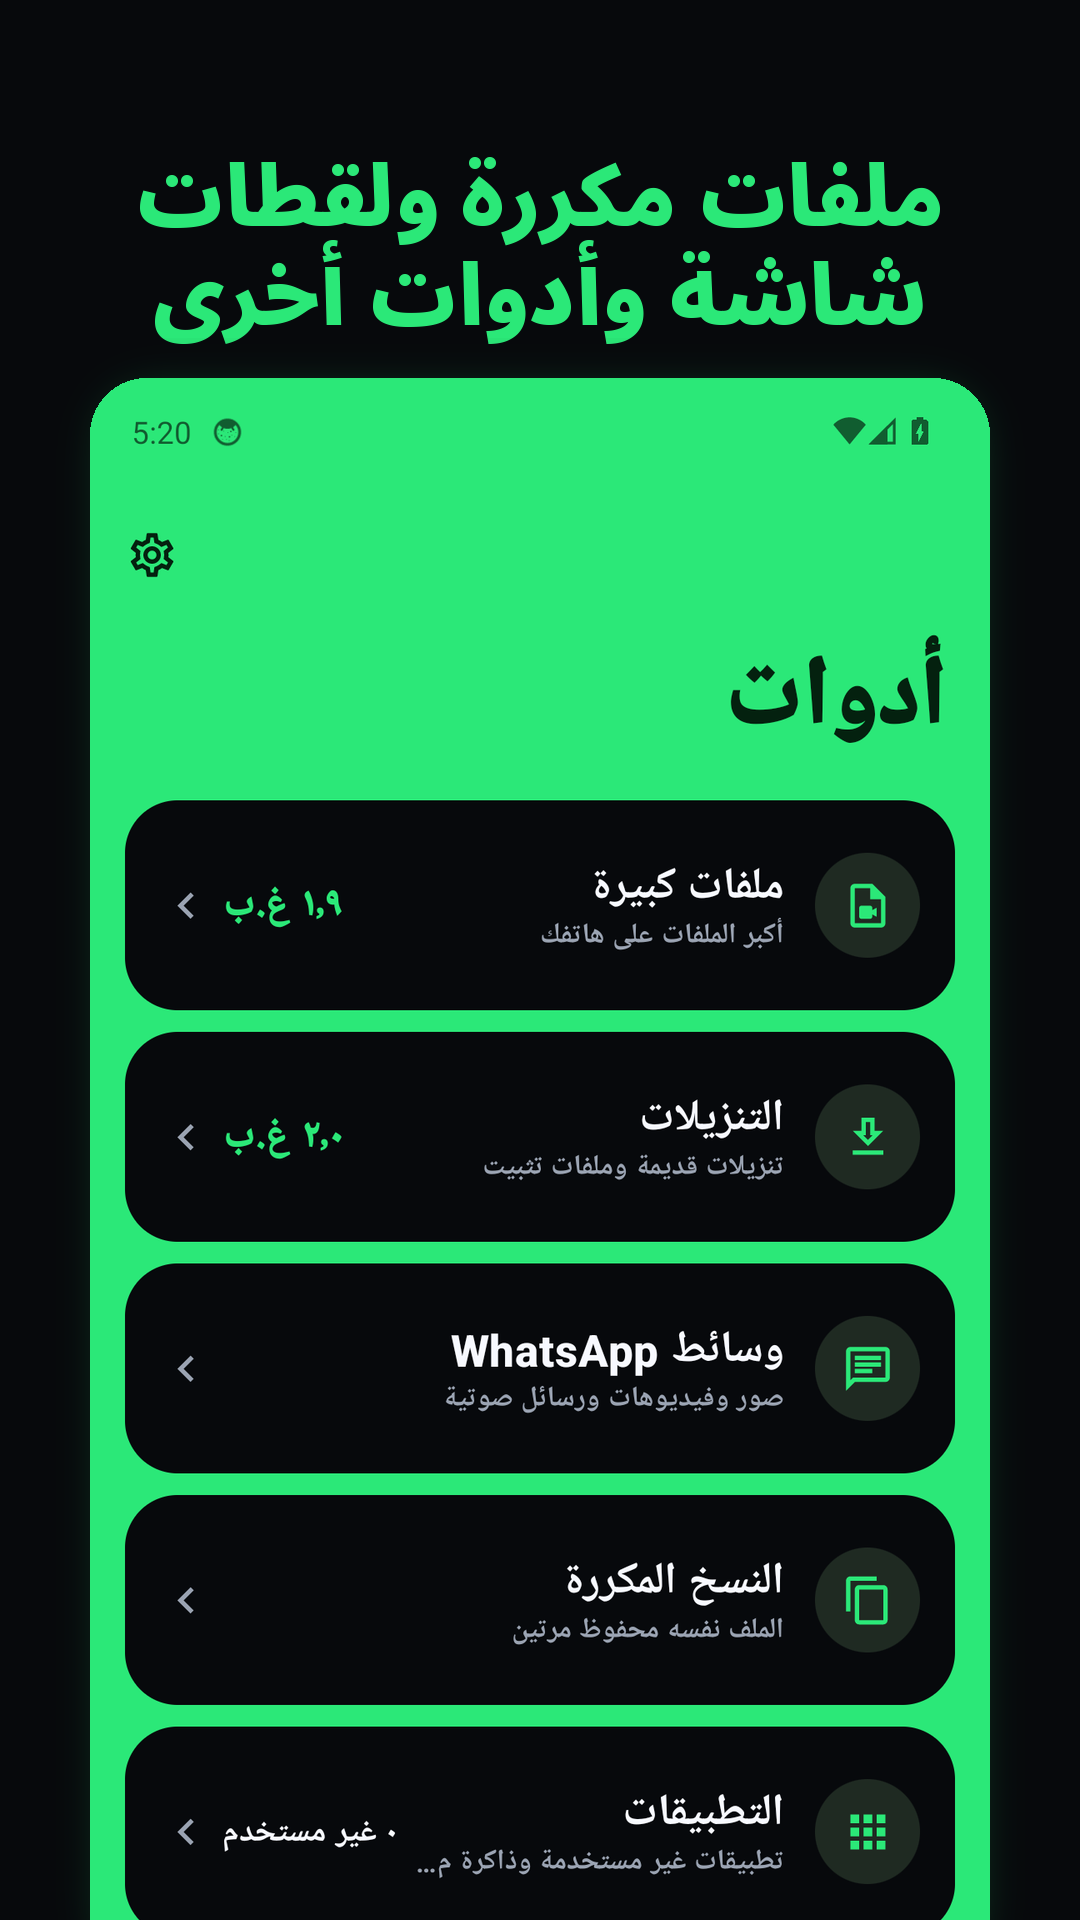 ملفات مكررة ولقطات
شاشة وأدوات أخرى
5:20
أدوات
ملفات كبيرة
أكبر الملفات على هاتفك
١٫٩ غ.ب
التنزيلات
تنزيلات قديمة وملفات تثبيت
٢٫٠ غ.ب
وسائط WhatsApp
صور وفيديوهات ورسائل صوتية
النسخ المكررة
الملف نفسه محفوظ مرتين
التطبيقات
تطبيقات غير مستخدمة وذاكرة م...
٠ غير مستخدم